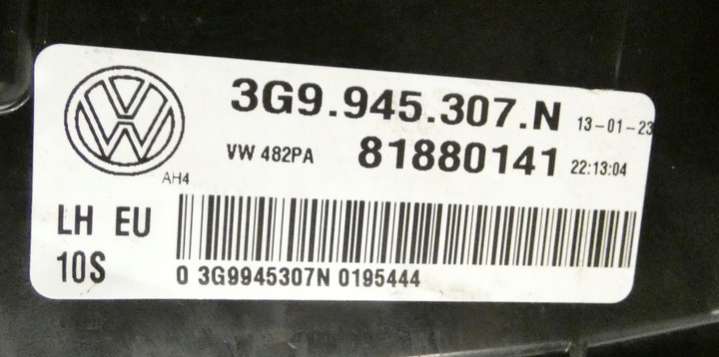 3G9.945.307.N 13-01-23
VW 482PA 81880141 22:13:04
AH4
LH EU
10S
0 3G9945307N 0195444